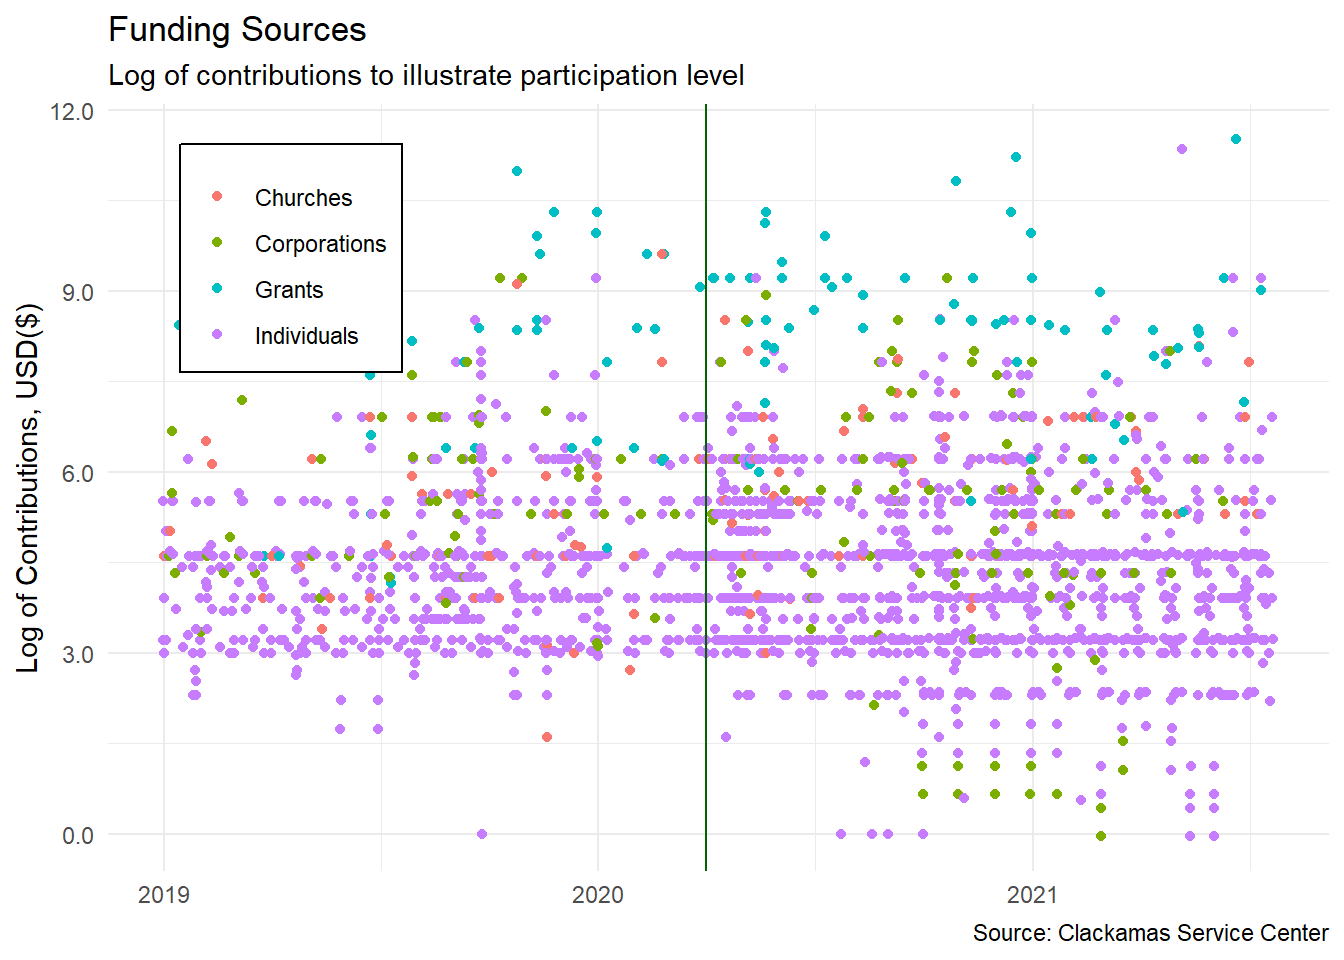 Funding Sources
Log of contributions to illustrate participation level
12.0
9.0
6.0
3.0
0.0
Log of Contributions, USD($)
Churches
Corporations
Grants
Individuals
2019
2020
2021
Source: Clackamas Service Center